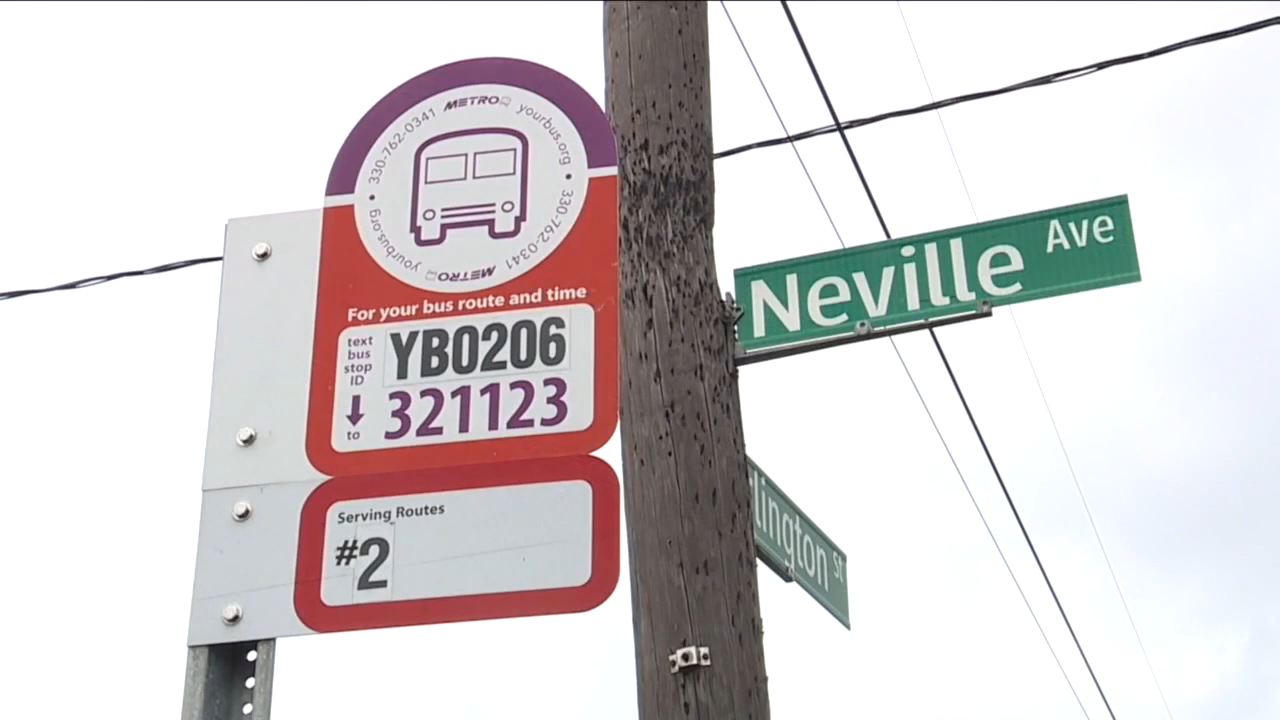 METRO yourbus.org • 330-762-0341
METRO yourbus.org • 330-762-0341
For your bus route and time
text
bus
stop
ID
to
YB0206
321123
Serving Routes
#2
Neville Ave
lington St